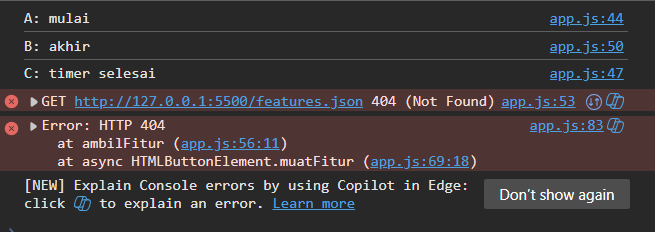 A: mulai app.js:44
B: akhir app.js:50
C: timer selesai app.js:47
GET http://127.0.0.1:5500/features.json 404 (Not Found) app.js:53
Error: HTTP 404 app.js:83
at ambilFitur (app.js:56:11)
at async HTMLButtonElement.muatFitur (app.js:69:18)
[NEW] Explain Console errors by using Copilot in Edge: Don't show again
click to explain an error. Learn more